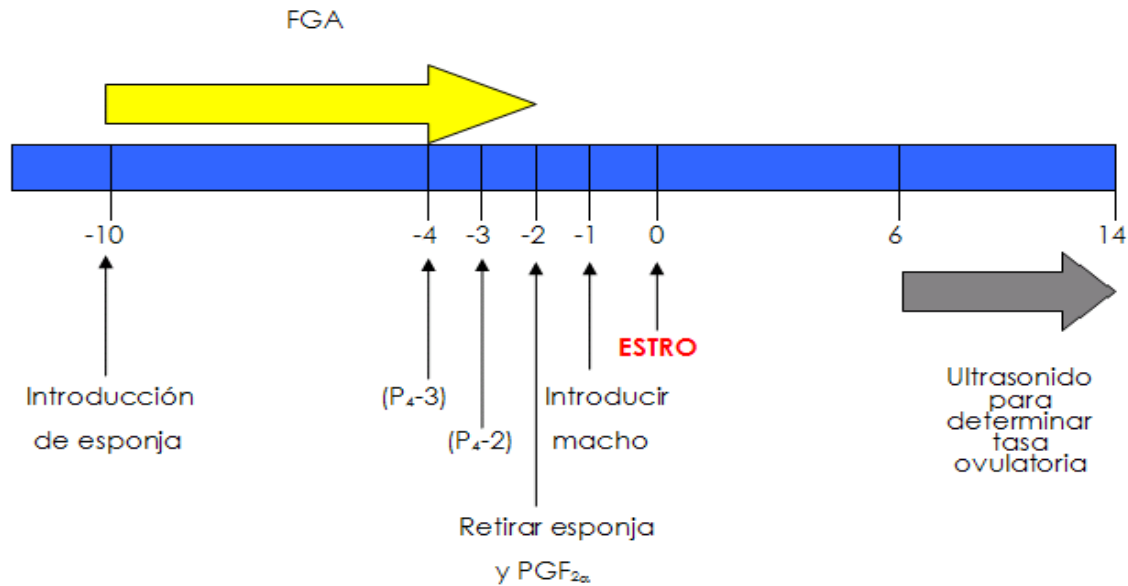 FGA
-10 -4 -3 -2 -1 0 6 14
ESTRO
Introducción
de esponja
(P₄-3)
(P₄-2)
Introducir
macho
Retirar esponja
y PGF₂α
Ultrasonido
para
determinar
tasa
ovulatoria